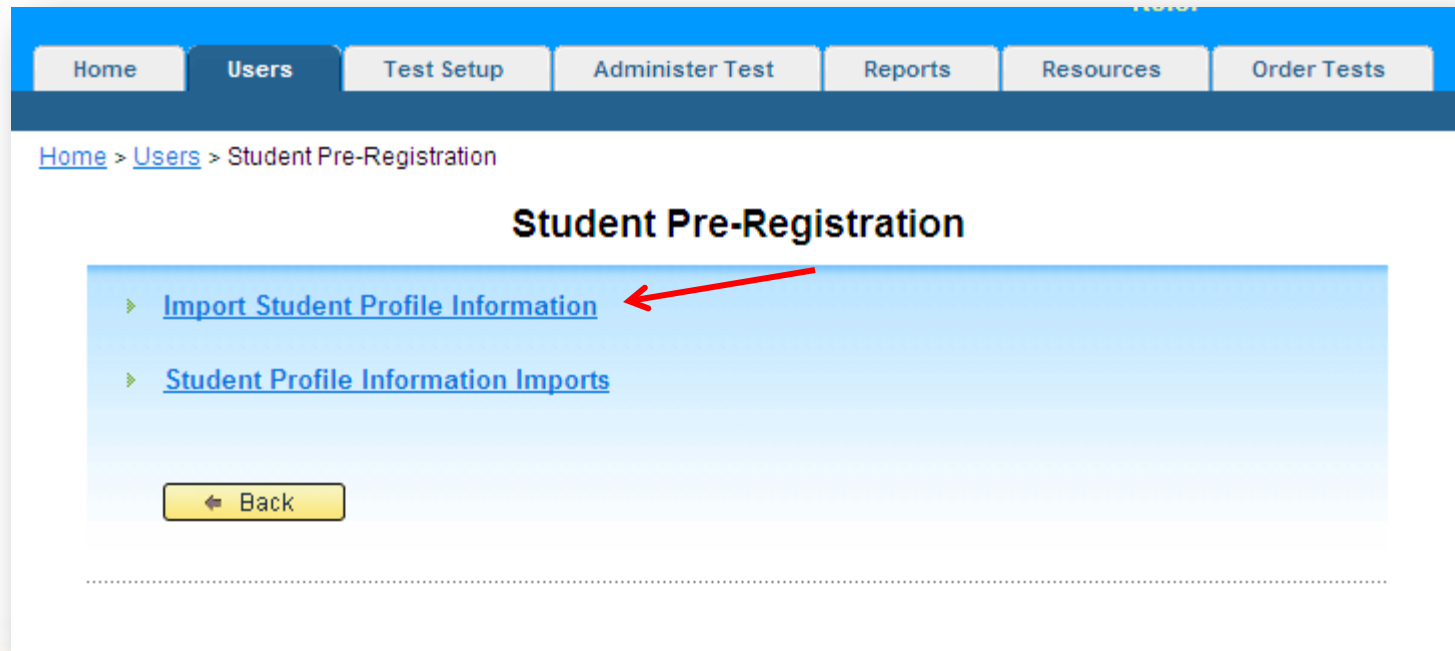 Home Users Test Setup Administer Test Reports Resources Order Tests
Home > Users > Student Pre-Registration
Student Pre-Registration
Import Student Profile Information
Student Profile Information Imports
Back